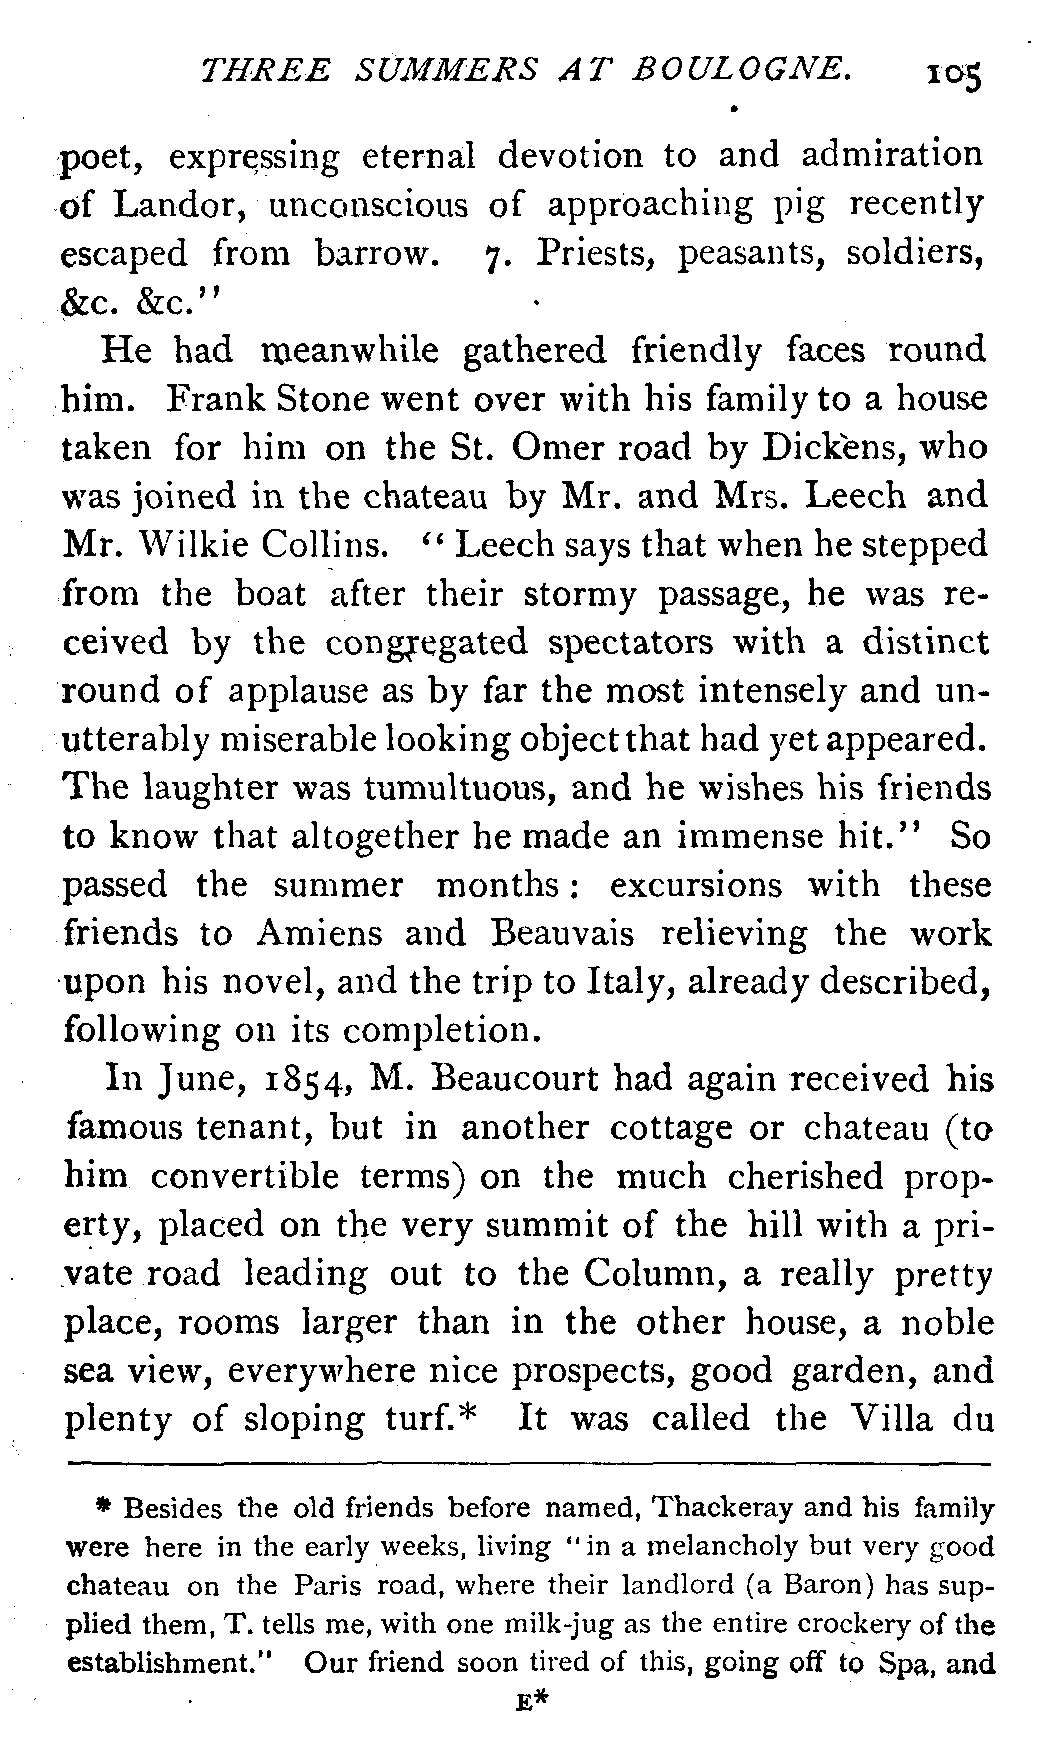 THREE SUMMERS AT BOULOGNE. 105
poet, expressing eternal devotion to and admiration
of Landor, unconscious of approaching pig recently
escaped from barrow. 7. Priests, peasants, soldiers,
&c. &c."
He had meanwhile gathered friendly faces round
him. Frank Stone went over with his family to a house
taken for him on the St. Omer road by Dickens, who
was joined in the chateau by Mr. and Mrs. Leech and
Mr. Wilkie Collins. "Leech says that when he stepped
from the boat after their stormy passage, he was re-
ceived by the congregated spectators with a distinct
round of applause as by far the most intensely and un-
utterably miserable looking object that had yet appeared.
The laughter was tumultuous, and he wishes his friends
to know that altogether he made an immense hit." So
passed the summer months: excursions with these
friends to Amiens and Beauvais relieving the work
upon his novel, and the trip to Italy, already described,
following on its completion.
In June, 1854, M. Beaucourt had again received his
famous tenant, but in another cottage or chateau (to
him convertible terms) on the much cherished prop-
erty, placed on the very summit of the hill with a pri-
vate road leading out to the Column, a really pretty
place, rooms larger than in the other house, a noble
sea view, everywhere nice prospects, good garden, and
plenty of sloping turf.* It was called the Villa du
* Besides the old friends before named, Thackeray and his family
were here in the early weeks, living "in a melancholy but very good
chateau on the Paris road, where their landlord (a Baron) has sup-
plied them, T. tells me, with one milk-jug as the entire crockery of the
establishment." Our friend soon tired of this, going off to Spa, and
E*